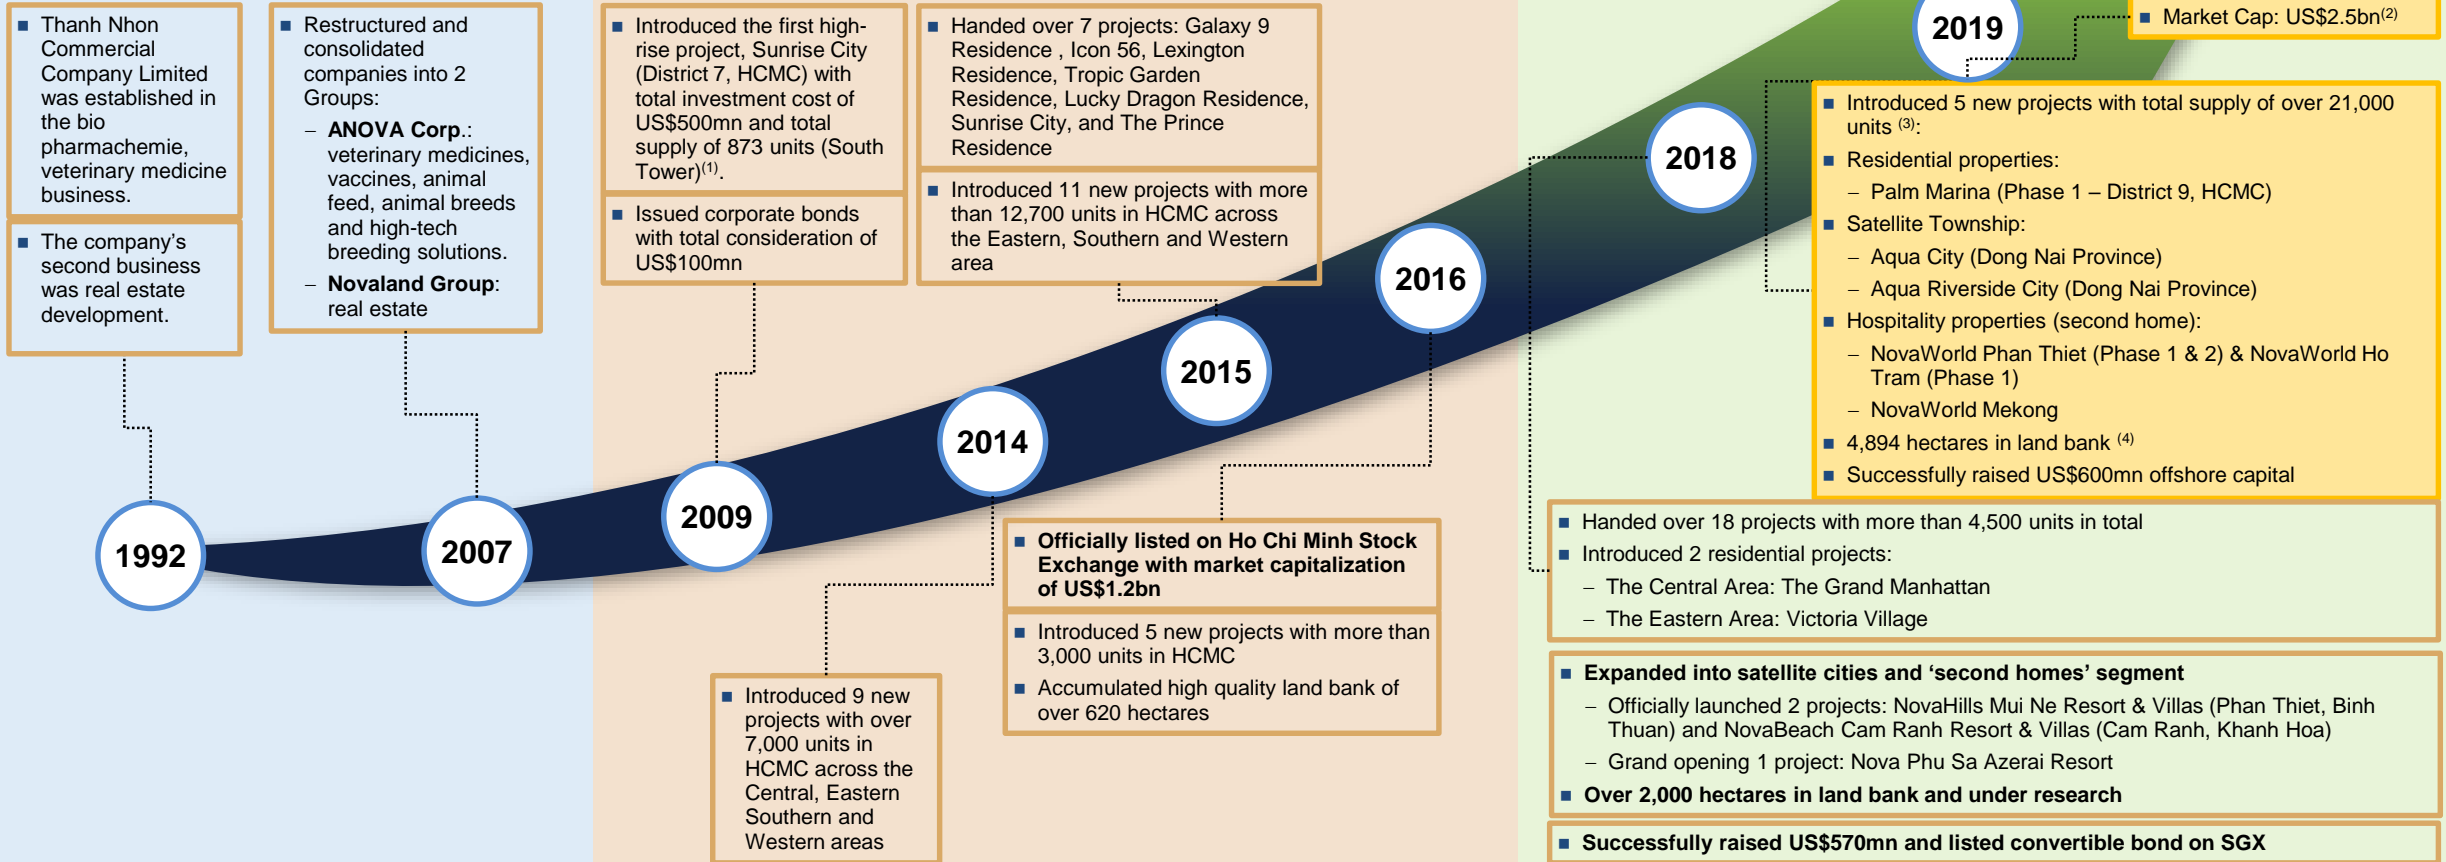 Thanh Nhon
Commercial
Company Limited
was established in
the bio
pharmachemie,
veterinary medicine
business.
The company's
second business
was real estate
development.
1992
Restructured and
consolidated
companies into 2
Groups:
– ANOVA Corp.:
veterinary medicines,
vaccines, animal
feed, animal breeds
and high-tech
breeding solutions.
– Novaland Group:
real estate
2007
Introduced the first high-
rise project, Sunrise City
(District 7, HCMC) with
total investment cost of
US$500mn and total
supply of 873 units (South
Tower)(1).
Issued corporate bonds
with total consideration of
US$100mn
2009
Introduced 9 new
projects with over
7,000 units in
HCMC across the
Central, Eastern
Southern and
Western areas
2014
Handed over 7 projects: Galaxy 9
Residence , Icon 56, Lexington
Residence, Tropic Garden
Residence, Lucky Dragon Residence,
Sunrise City, and The Prince
Residence
Introduced 11 new projects with more
than 12,700 units in HCMC across
the Eastern, Southern and Western
area
2015
Officially listed on Ho Chi Minh Stock
Exchange with market capitalization
of US$1.2bn
Introduced 5 new projects with more than
3,000 units in HCMC
Accumulated high quality land bank of
over 620 hectares
2016
2018
Handed over 18 projects with more than 4,500 units in total
Introduced 2 residential projects:
– The Central Area: The Grand Manhattan
– The Eastern Area: Victoria Village
Expanded into satellite cities and ‘second homes’ segment
– Officially launched 2 projects: NovaHills Mui Ne Resort & Villas (Phan Thiet, Binh
Thuan) and NovaBeach Cam Ranh Resort & Villas (Cam Ranh, Khanh Hoa)
– Grand opening 1 project: Nova Phu Sa Azerai Resort
Over 2,000 hectares in land bank and under research
Successfully raised US$570mn and listed convertible bond on SGX
2019
Market Cap: US$2.5bn(2)
Introduced 5 new projects with total supply of over 21,000
units (3):
Residential properties:
– Palm Marina (Phase 1 – District 9, HCMC)
Satellite Township:
– Aqua City (Dong Nai Province)
– Aqua Riverside City (Dong Nai Province)
Hospitality properties (second home):
– NovaWorld Phan Thiet (Phase 1 & 2) & NovaWorld Ho
Tram (Phase 1)
– NovaWorld Mekong
4,894 hectares in land bank (4)
Successfully raised US$600mn offshore capital